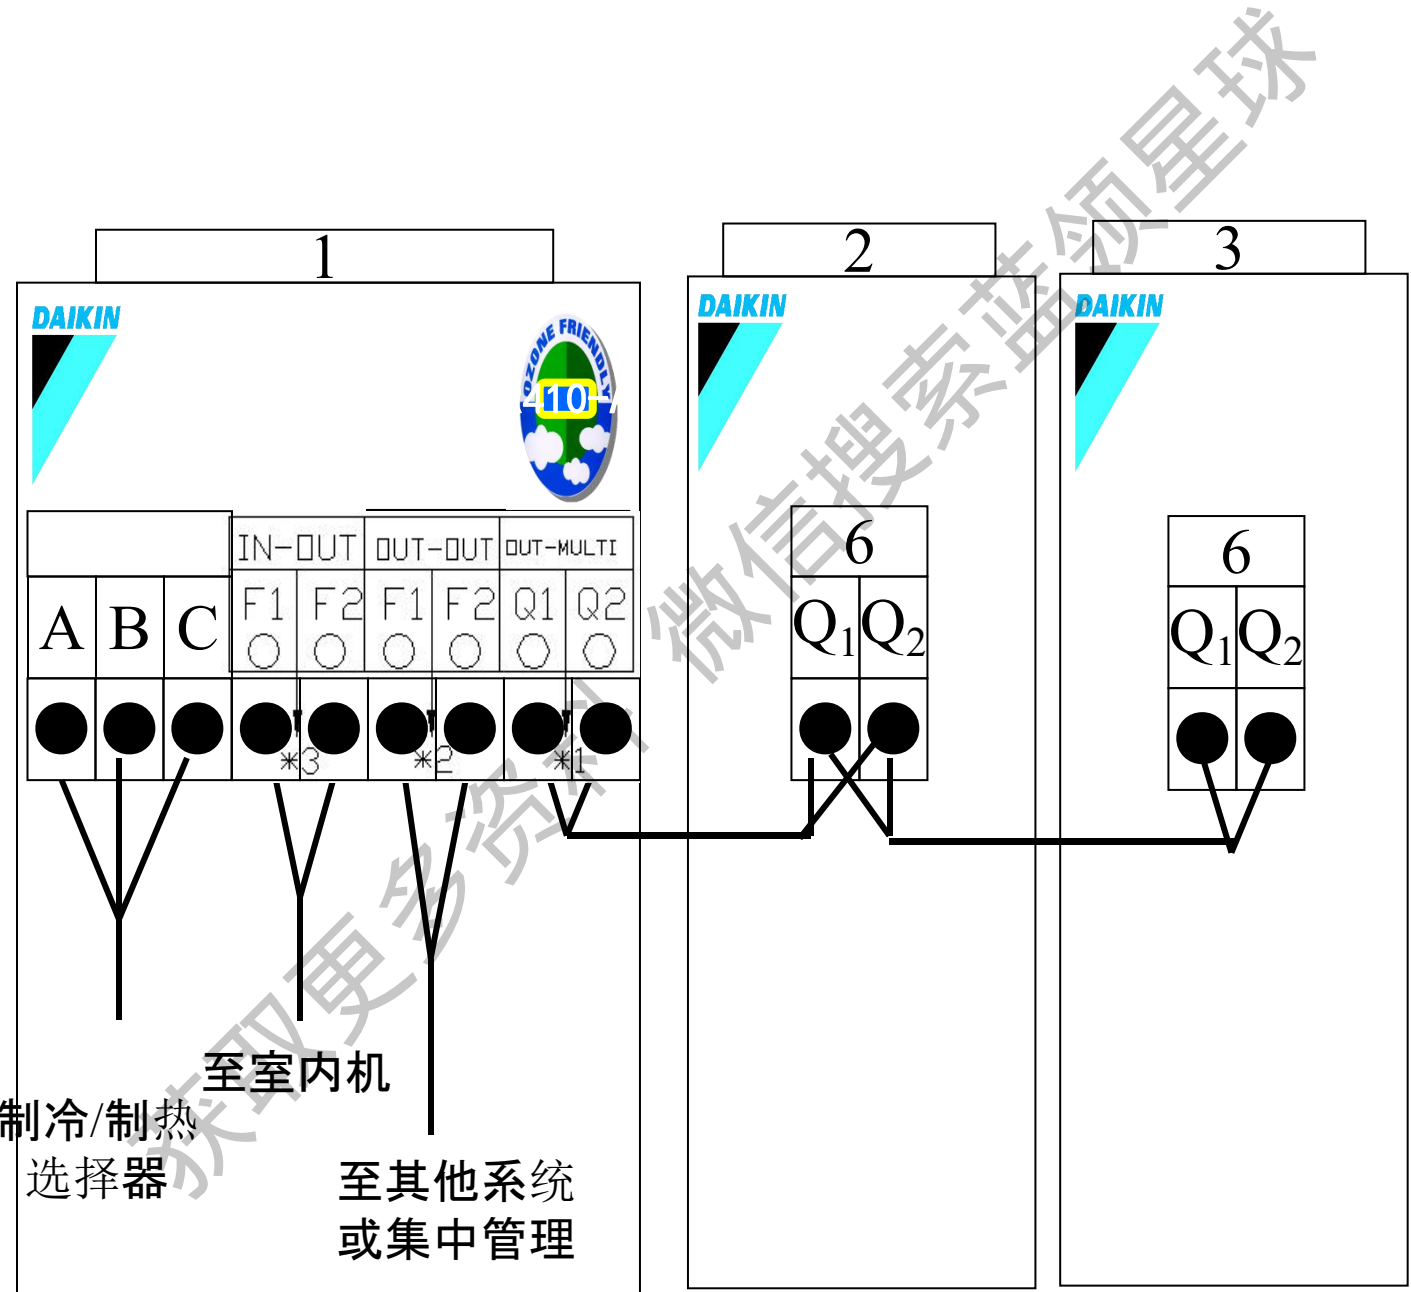 1
2
3
DAIKIN
DAIKIN
DAIKIN
OZONE FRIENDLY
410-
IN-OUT OUT-OUT OUT-MULTI
A B C F1 F2 F1 F2 Q1 Q2
*3 *2 *1
6
Q1 Q2
6
Q1 Q2
至室内机
制冷/制热
选择器
至其他系统
或集中管理
获取更多资料 微信搜索蓝领星球